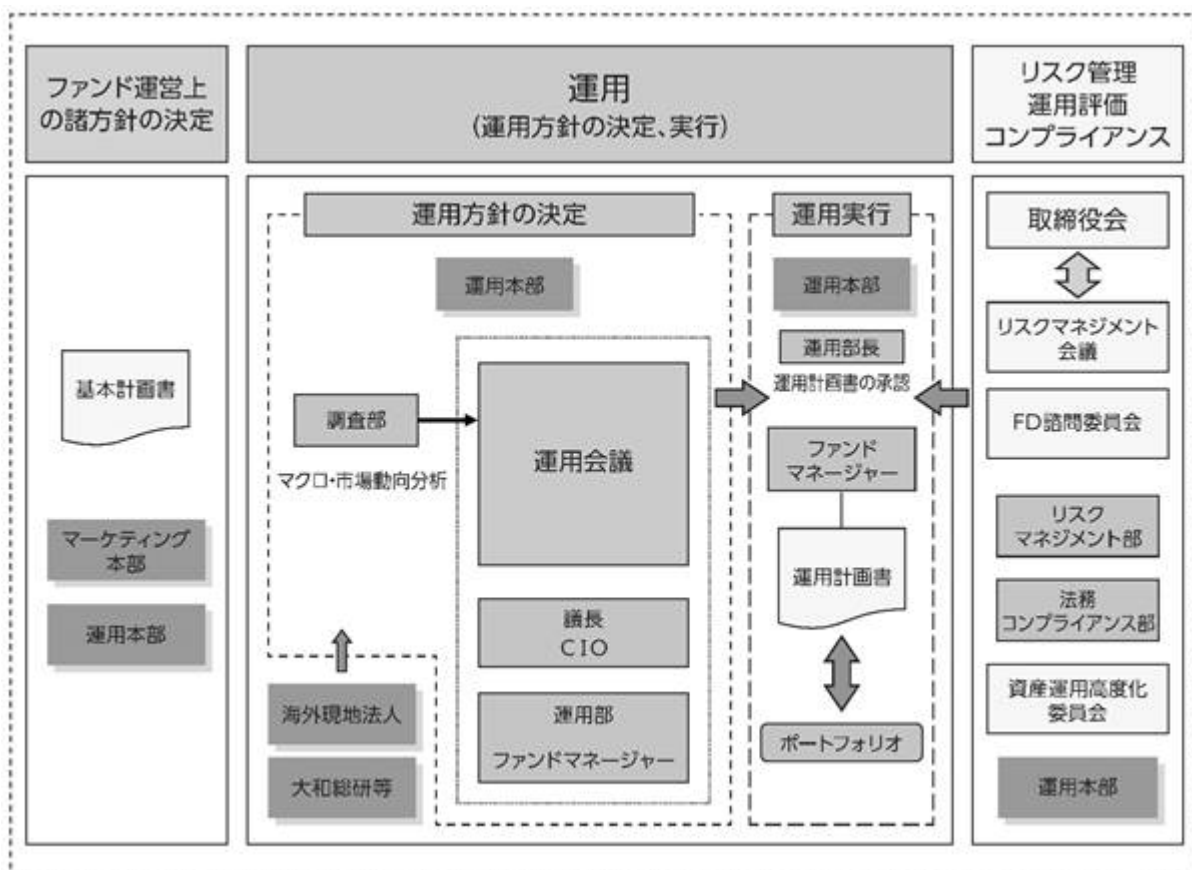 ファンド運営上
の諸方針の決定
運用
(運用方針の決定、実行)
リスク管理
運用評価
コンプライアンス
基本計画書
マーケティング
本部
運用本部
運用方針の決定
運用本部
調査部
マクロ・市場動向分析
運用会議
議長
CIO
運用部
ファンドマネージャー
海外現地法人
大和総研等
運用実行
運用本部
運用部長
運用計画書の承認
ファンド
マネージャー
運用計画書
ポートフォリオ
取締役会
リスクマネジメント
会議
FD諮問委員会
リスク
マネジメント部
法務
コンプライアンス部
資産運用高度化
委員会
運用本部